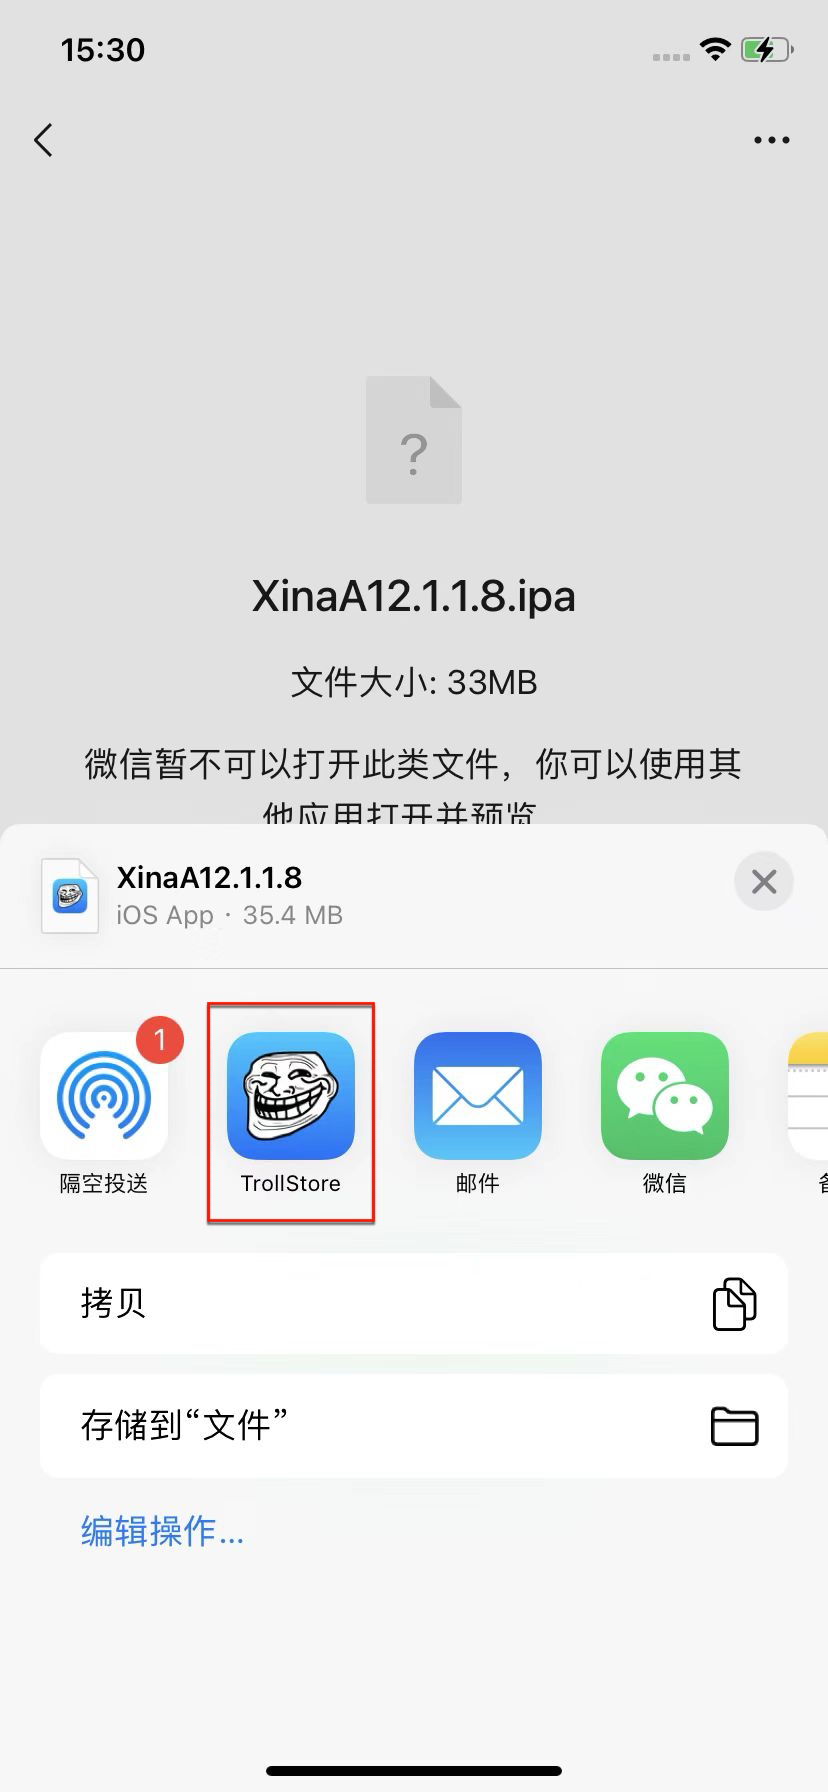 15:30
XinaA12.1.1.8.ipa
文件大小: 33MB
微信暂不可以打开此类文件，你可以使用其
他应用打开并预览
XinaA12.1.1.8
iOS App · 35.4 MB
1
隔空投送
TrollStore
邮件
微信
拷贝
存储到“文件”
编辑操作...